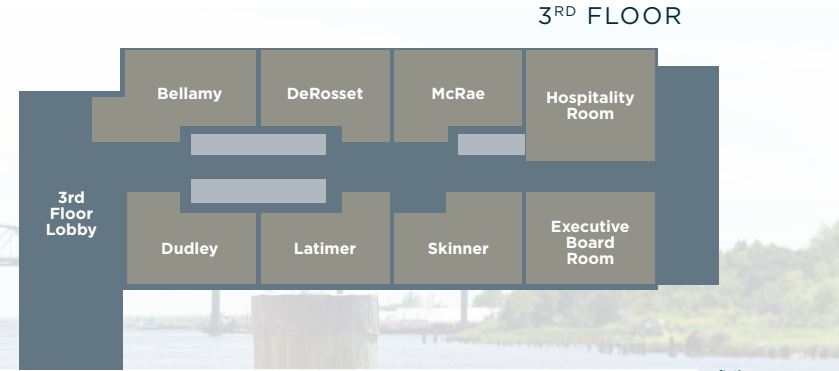 3RD FLOOR
Bellamy
DeRosset
McRae
Hospitality
Room
3rd
Floor
Lobby
Dudley
Latimer
Skinner
Executive
Board
Room